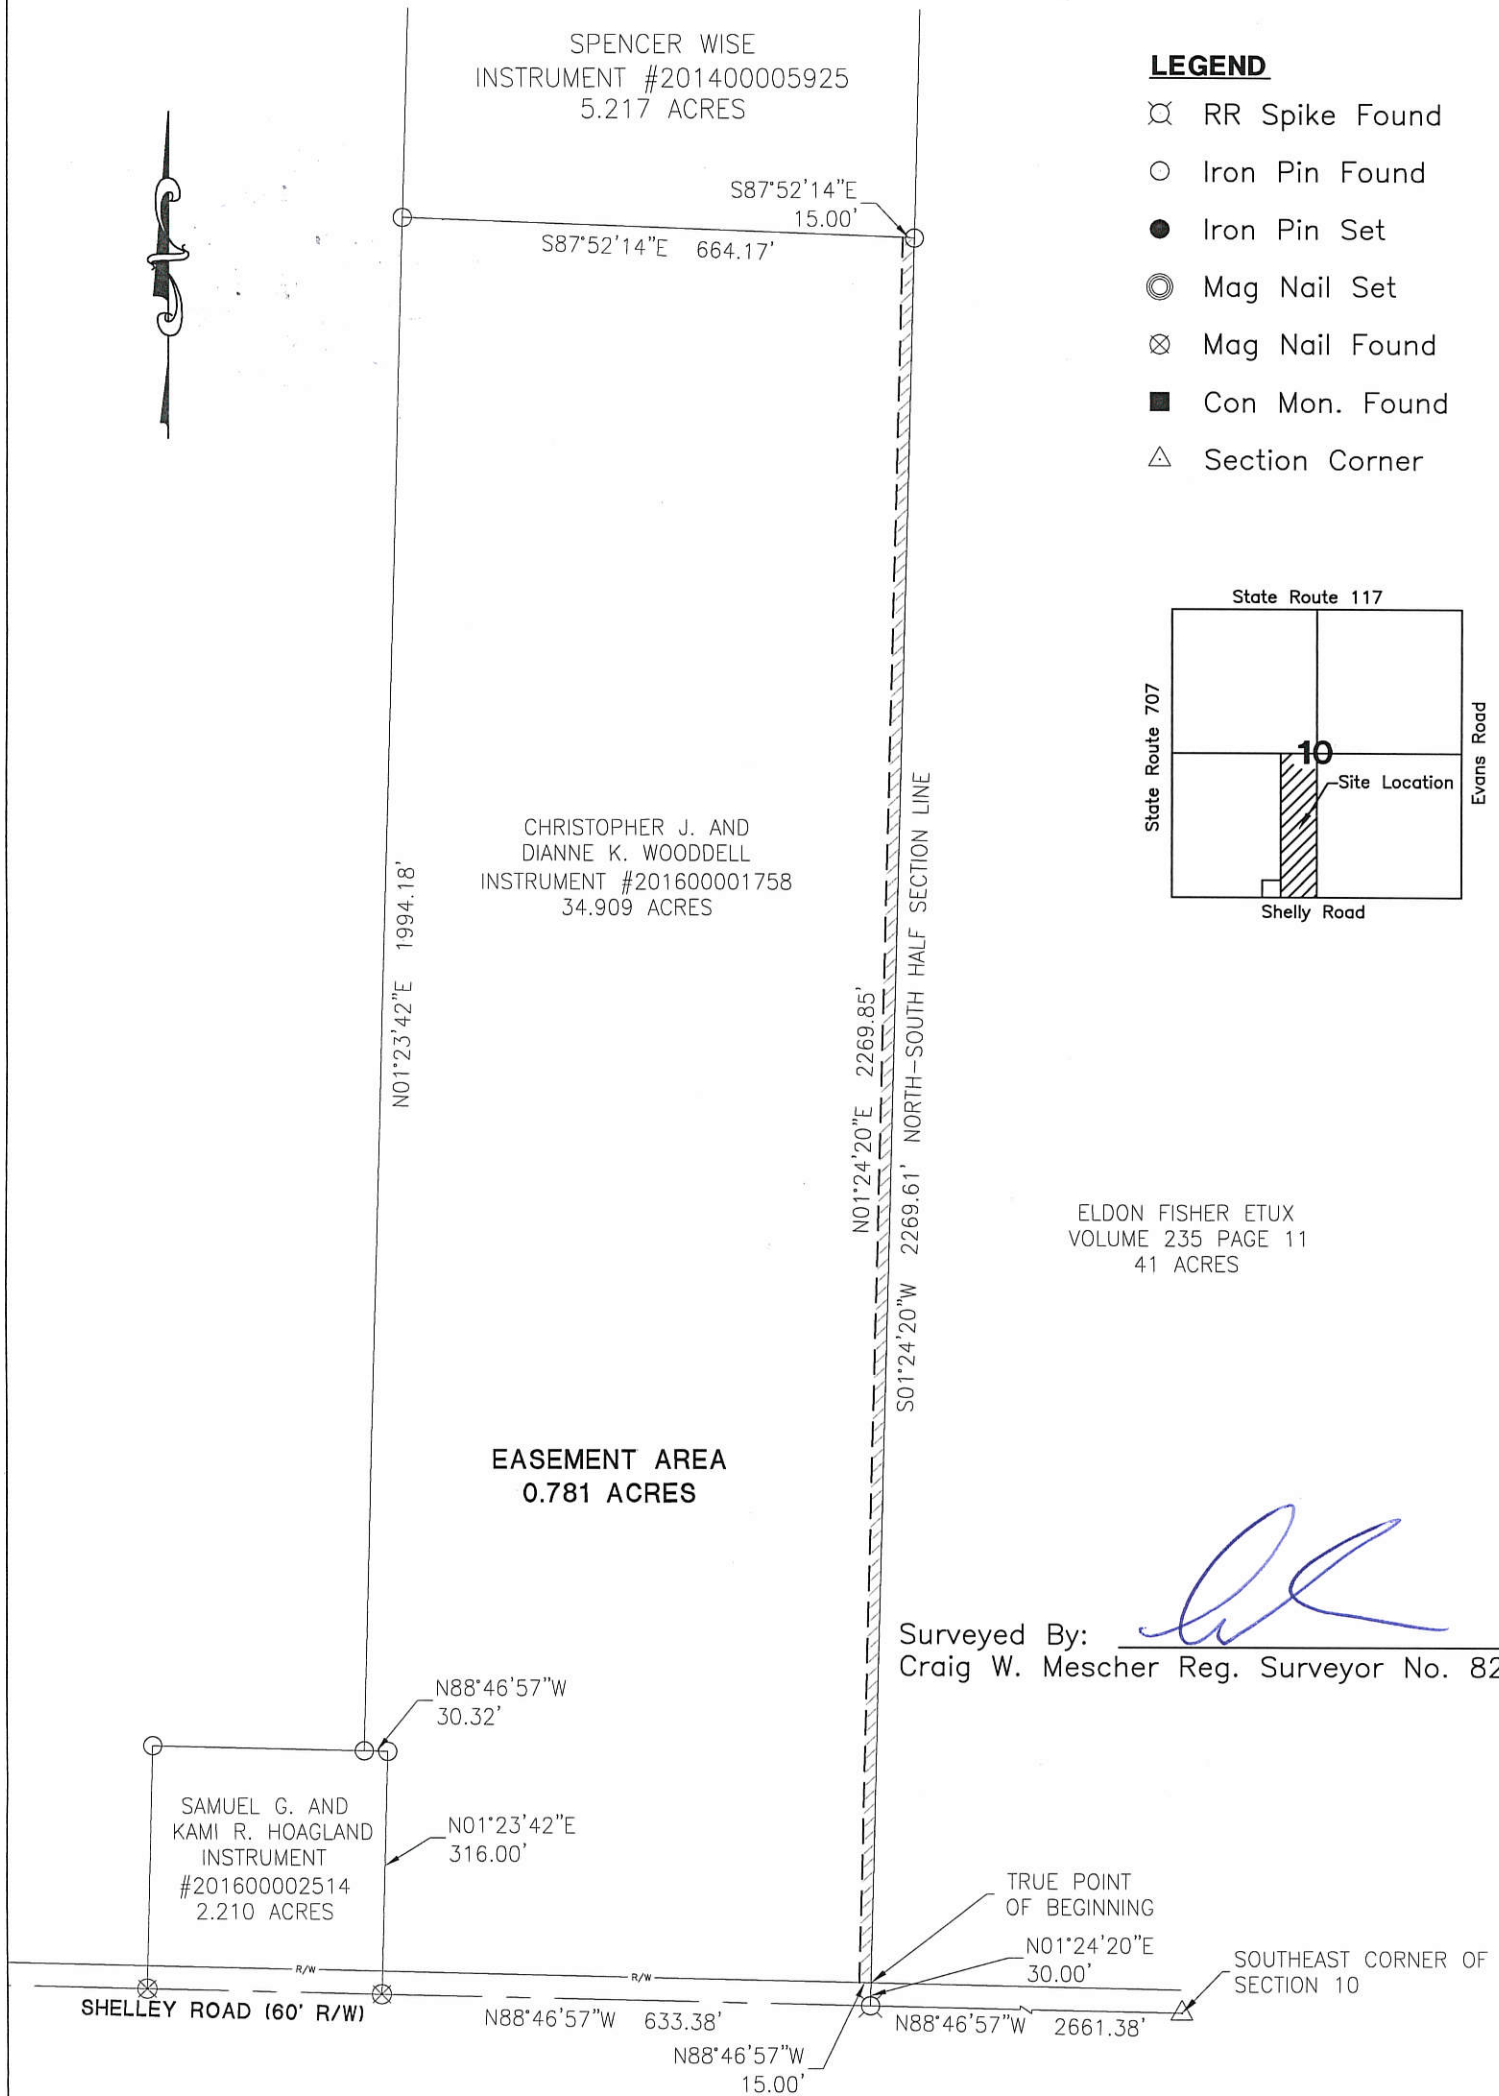 SPENCER WISE
INSTRUMENT #201400005925
5.217 ACRES
S87°52'14"E
15.00'
S87°52'14"E 664.17'
LEGEND
RR Spike Found
Iron Pin Found
Iron Pin Set
Mag Nail Set
Mag Nail Found
Con Mon. Found
Section Corner
State Route 117
State Route 707
10
Site Location
Evans Road
Shelly Road
CHRISTOPHER J. AND
DIANNE K. WOODDELL
INSTRUMENT #201600001758
34.909 ACRES
N01°23'42"E 1994.18'
N01°24'20"E 2269.85'
S01°24'20"W 2269.61' NORTH-SOUTH HALF SECTION LINE
ELDON FISHER ETUX
VOLUME 235 PAGE 11
41 ACRES
EASEMENT AREA
0.781 ACRES
Surveyed By:
Craig W. Mescher Reg. Surveyor No. 82
N88°46'57"W
30.32'
SAMUEL G. AND
KAMI R. HOAGLAND
INSTRUMENT
#201600002514
2.210 ACRES
N01°23'42"E
316.00'
TRUE POINT
OF BEGINNING
N01°24'20"E
30.00'
SOUTHEAST CORNER OF
SECTION 10
R/W
R/W
SHELLEY ROAD (60' R/W)
N88°46'57"W 633.38'
N88°46'57"W 2661.38'
N88°46'57"W
15.00'